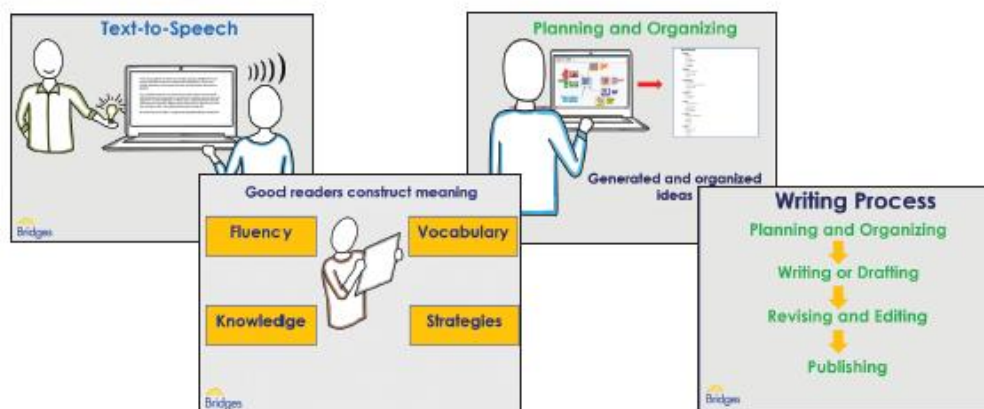 Text-to-Speech
Bridges
Planning and Organizing
Generated and organized
ideas
Good readers construct meaning
Fluency
Vocabulary
Knowledge
Strategies
Bridges
Writing Process
Planning and Organizing
Writing or Drafting
Revising and Editing
Publishing
Bridges